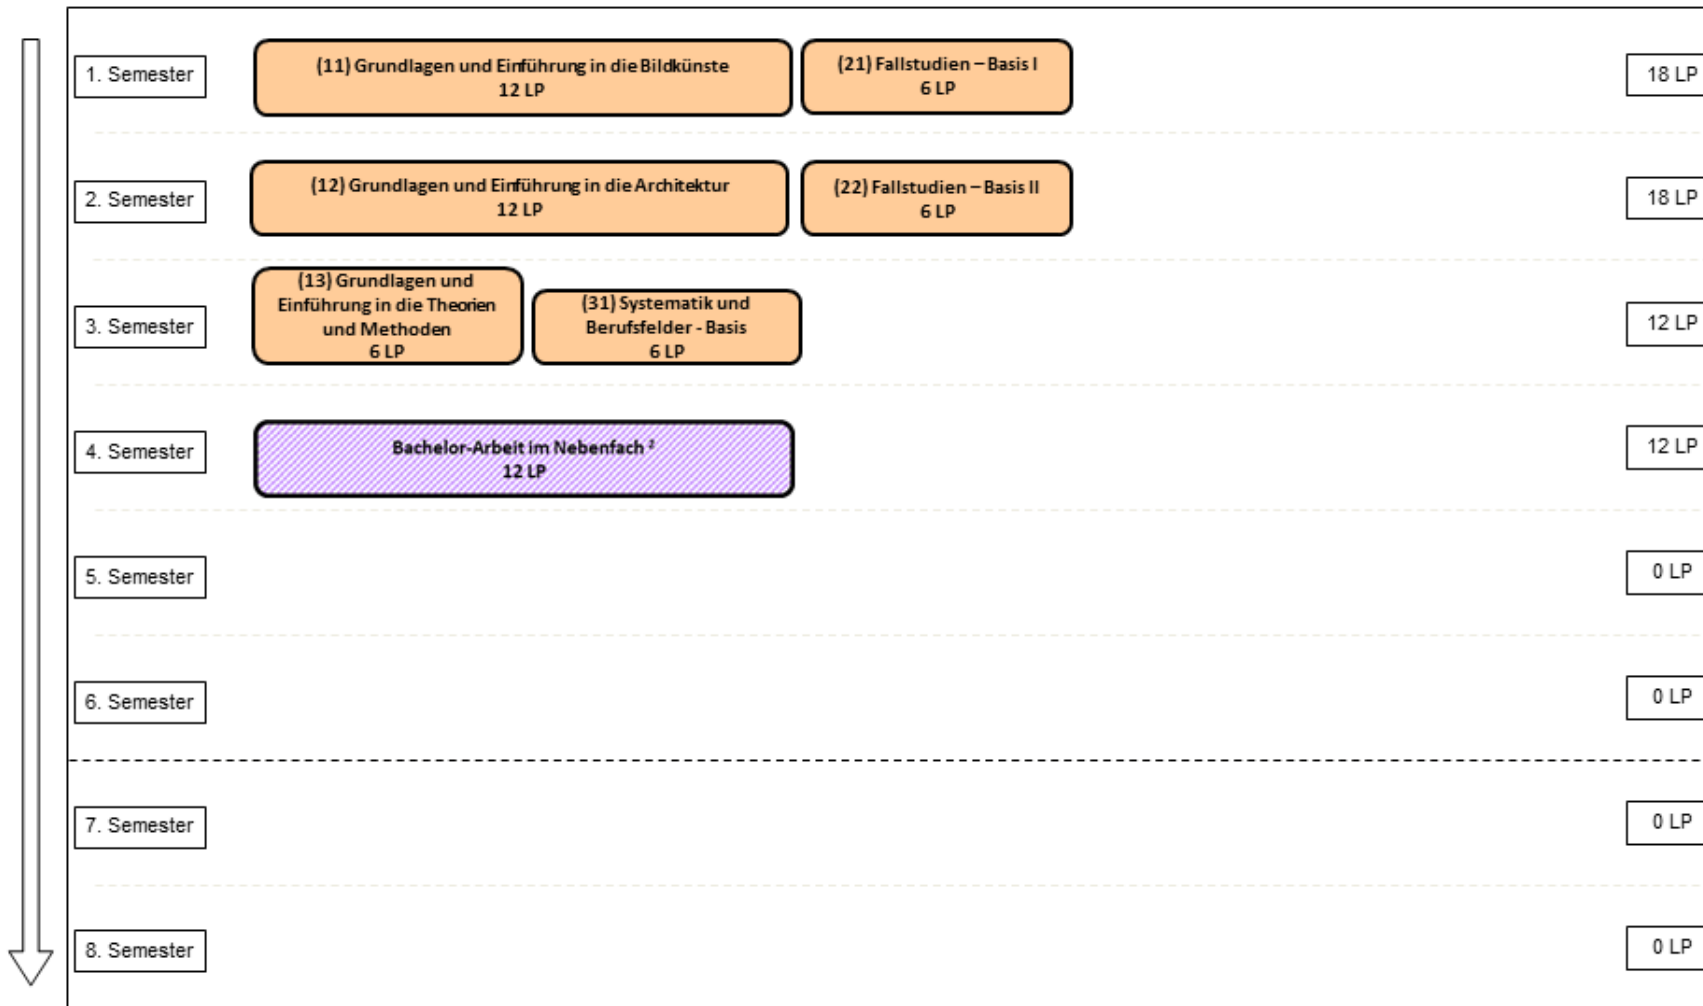 1. Semester
(11) Grundlagen und Einführung in die Bildkünste
12 LP
(21) Fallstudien – Basis I
6 LP
18 LP
2. Semester
(12) Grundlagen und Einführung in die Architektur
12 LP
(22) Fallstudien – Basis II
6 LP
18 LP
3. Semester
(13) Grundlagen und
Einführung in die Theorien
und Methoden
6 LP
(31) Systematik und
Berufsfelder - Basis
6 LP
12 LP
4. Semester
Bachelor-Arbeit im Nebenfach ²
12 LP
12 LP
5. Semester
0 LP
6. Semester
0 LP
7. Semester
0 LP
8. Semester
0 LP